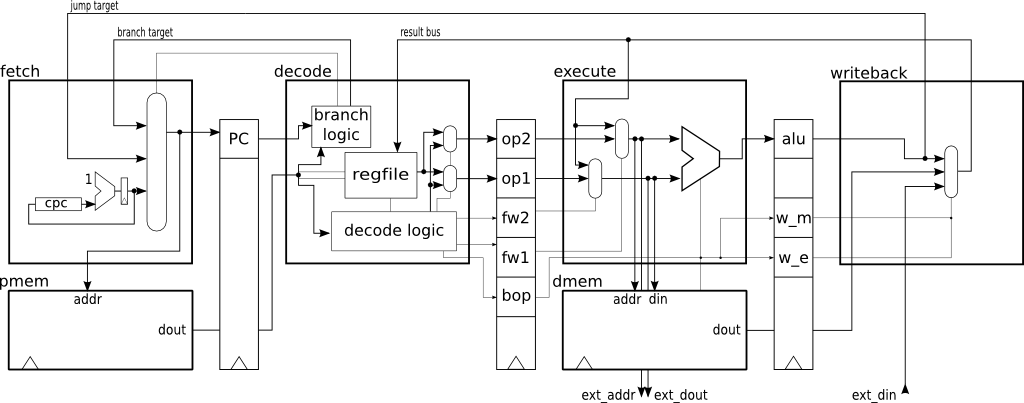 jump target
branch target
result bus
fetch
decode
execute
writeback
branch
logic
PC
op2
alu
1
regfile
op1
cpc
decode logic
fw2
w_m
fw1
w_e
pmem
addr
bop
dmem
addr din
dout
dout
ext_addr
ext_dout
ext_din